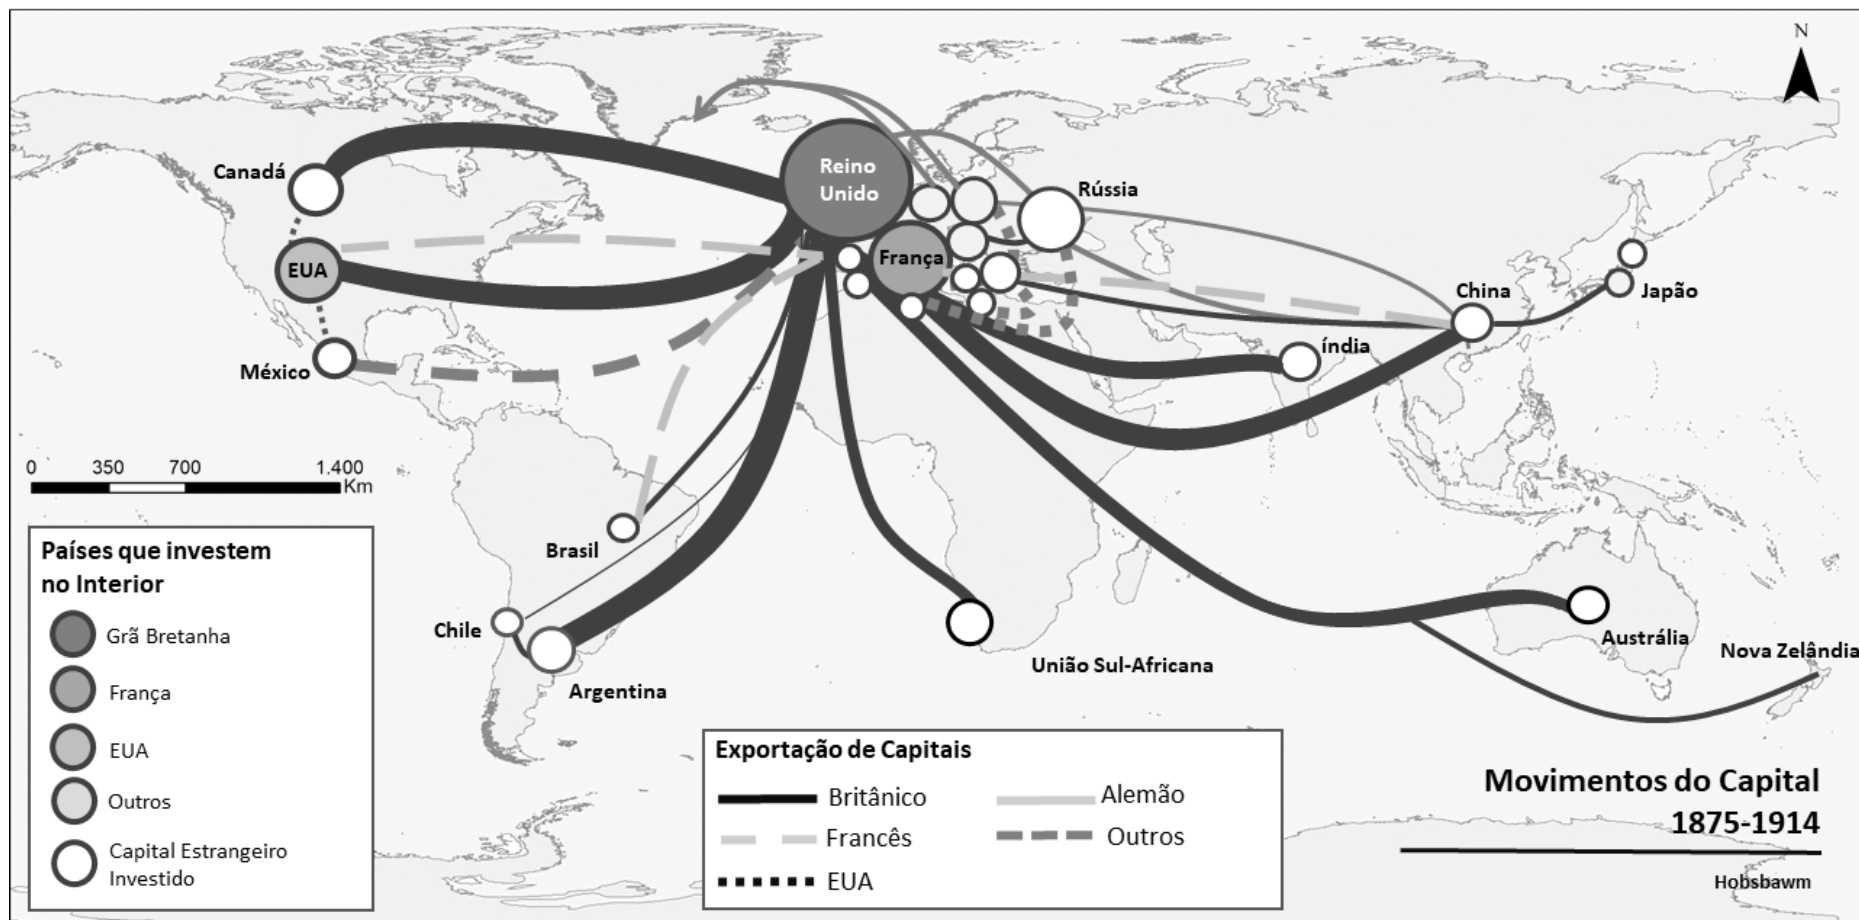 N
Reino
Unido
Canadá
Rússia
França
EUA
China
Japão
índia
México
0 350 700 1.400
Km
Brasil
Países que investem
no Interior
Grã Bretanha
França
EUA
Outros
Capital Estrangeiro
Investido
Chile
Argentina
União Sul-Africana
Austrália
Nova Zelândia
Exportação de Capitais
Britânico
Alemão
Francês
Outros
EUA
Movimentos do Capital
1875-1914
Hobsbawm